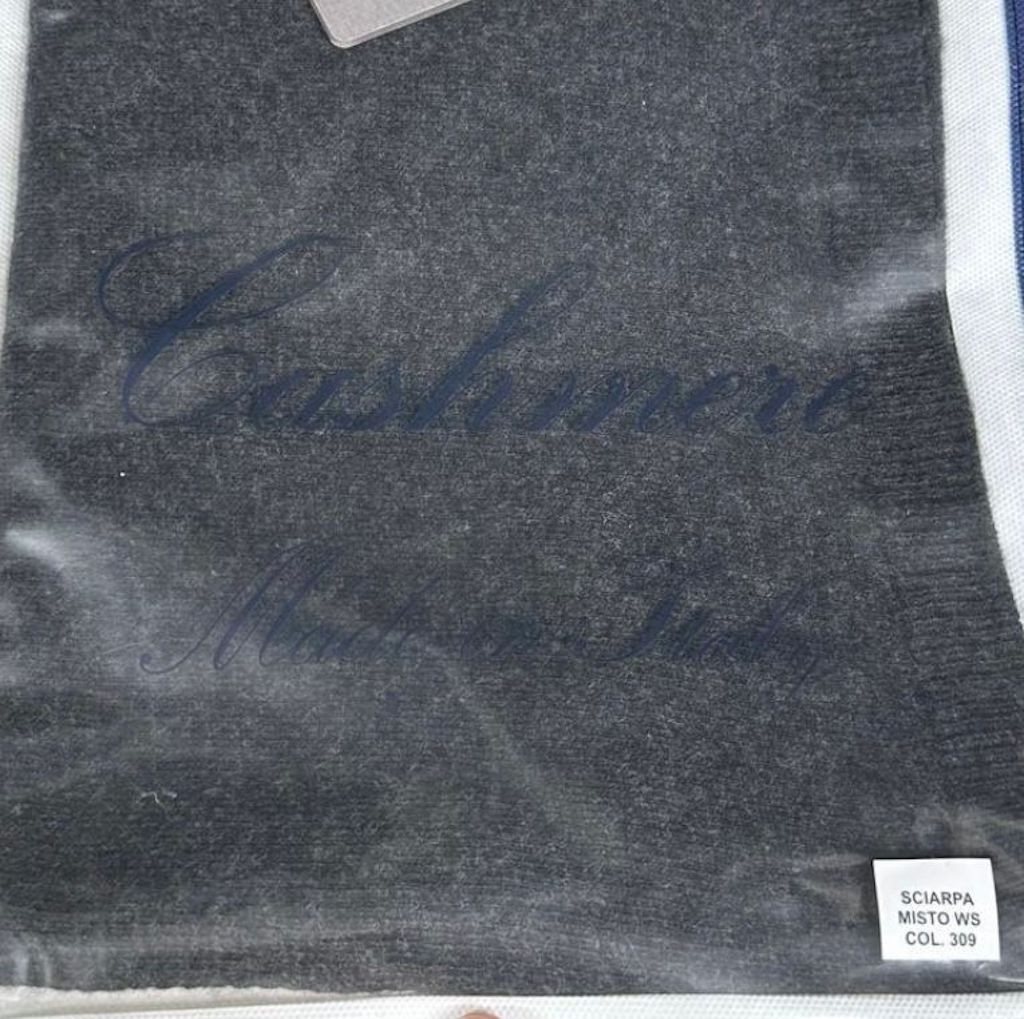 Cashmere
Made in Italy
SCIARPA
MISTO WS
COL. 309